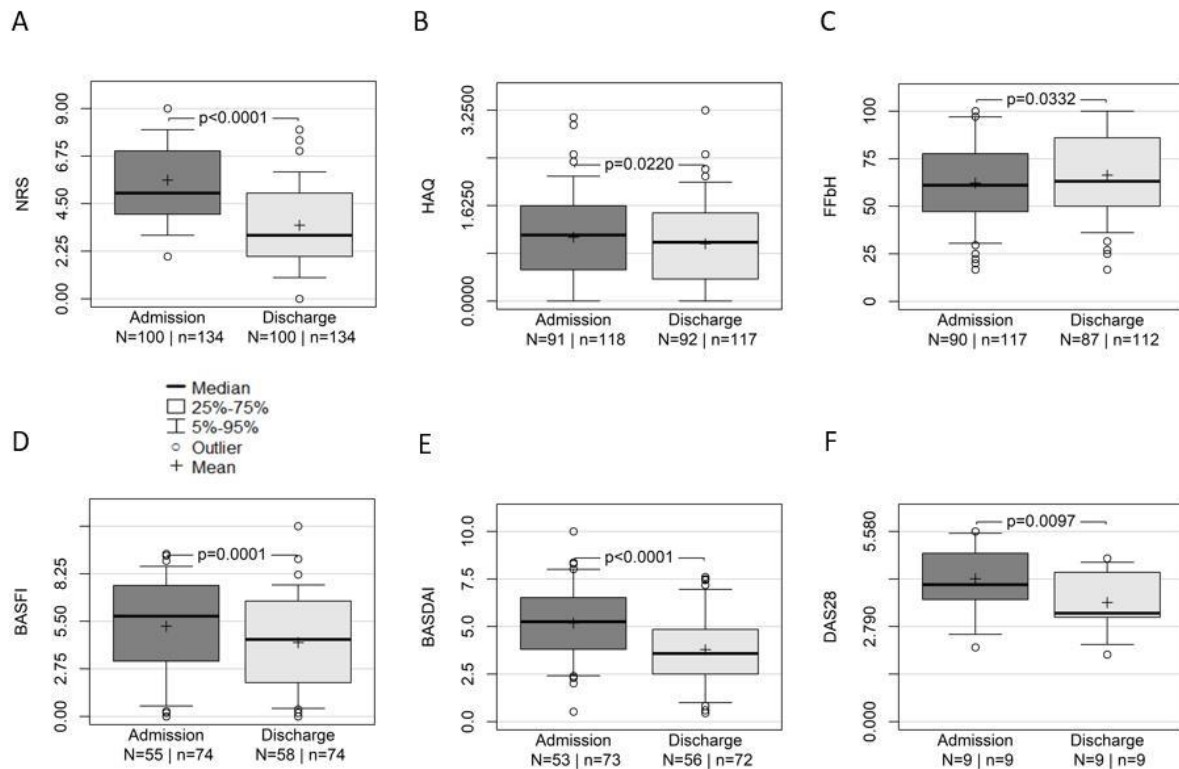 A
NRS
9.00
6.75
4.50
2.25
0.00
p<0.0001
Admission
Discharge
N=100 | n=134
N=100 | n=134
B
HAQ
3.2500
1.6250
0.0000
p=0.0220
Admission
Discharge
N=91 | n=118
N=92 | n=117
C
FFbH
100
75
50
25
0
p=0.0332
Admission
Discharge
N=90 | n=117
N=87 | n=112
Median
25%-75%
5%-95%
Outlier
Mean
D
BASFI
8.25
5.50
2.75
0.00
p=0.0001
Admission
Discharge
N=55 | n=74
N=58 | n=74
E
BASDAI
10.0
7.5
5.0
2.5
0.0
p<0.0001
Admission
Discharge
N=53 | n=73
N=56 | n=72
F
DAS28
5.580
2.790
0.000
p=0.0097
Admission
Discharge
N=9 | n=9
N=9 | n=9